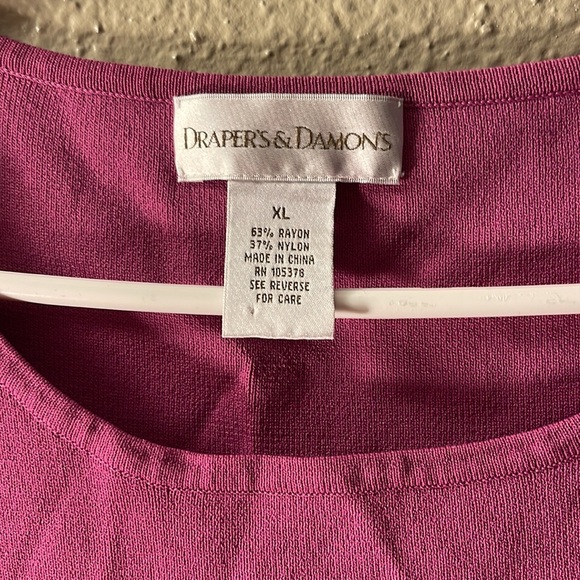 DRAPER'S & DAMON'S
XL
63% RAYON
37% NYLON
MADE IN CHINA
RN 105378
SEE REVERSE
FOR CARE